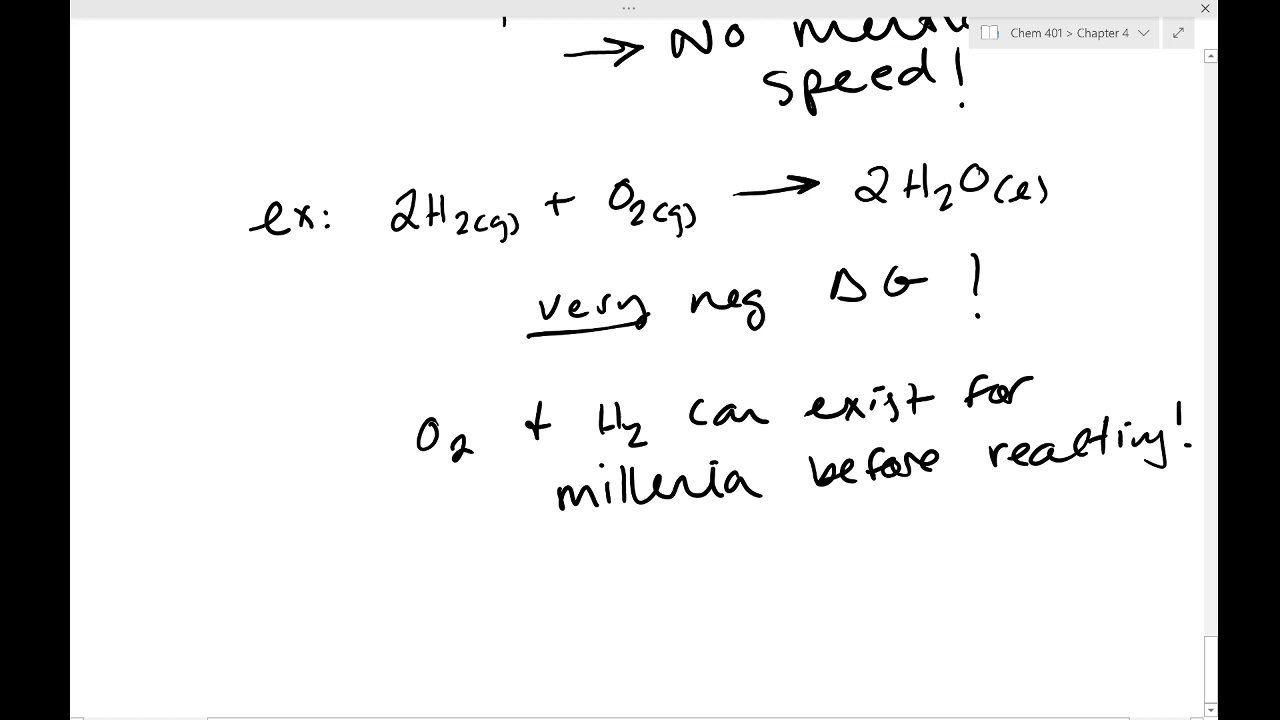 ...
Chem 401 > Chapter 4
→ No
speed!
ex: 2H2(g) + O2(g) → 2H2O(l)
very neg ΔG!
O2 + H2 can exist for
millenia before reacting!